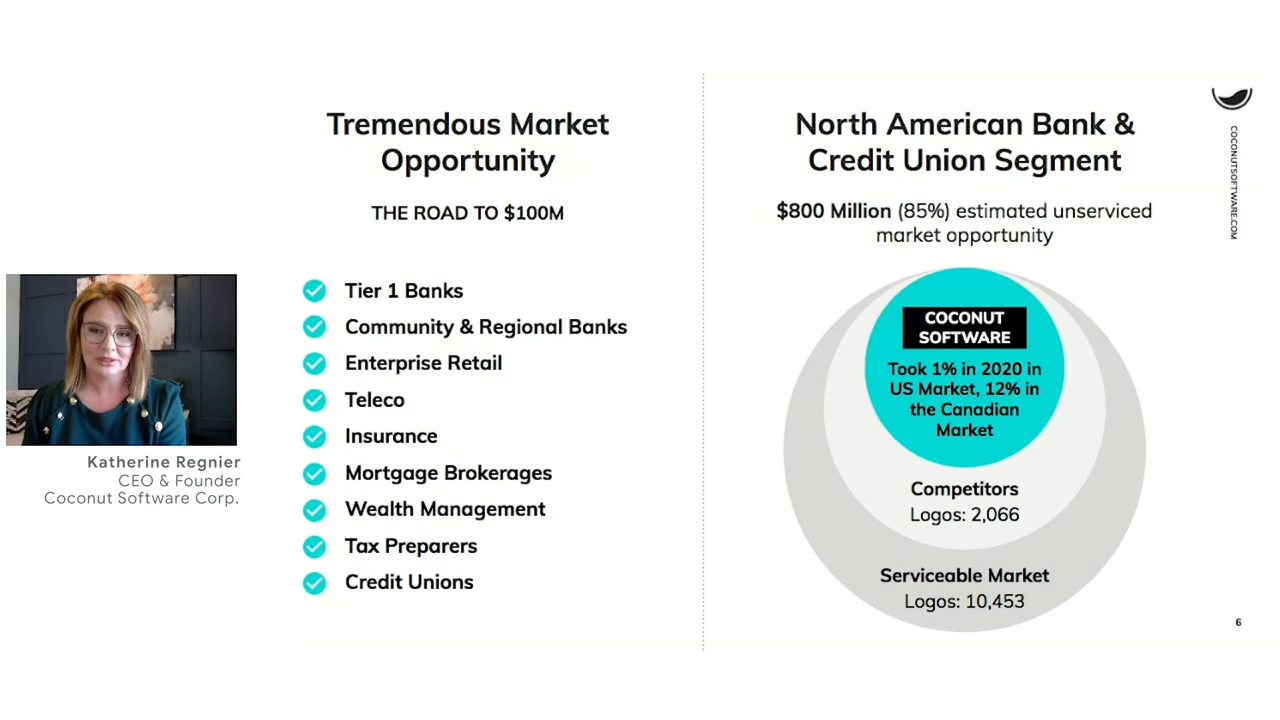 Tremendous Market
Opportunity
THE ROAD TO $100M
Tier 1 Banks
Community & Regional Banks
Enterprise Retail
Teleco
Insurance
Mortgage Brokerages
Wealth Management
Tax Preparers
Credit Unions
Katherine Regnier
CEO & Founder
Coconut Software Corp.
North American Bank &
Credit Union Segment
$800 Million (85%) estimated unserviced
market opportunity
COCONUT
SOFTWARE
Took 1% in 2020 in
US Market, 12% in
the Canadian
Market
Competitors
Logos: 2,066
Serviceable Market
Logos: 10,453
COCONUTSOFTWARE.COM
6